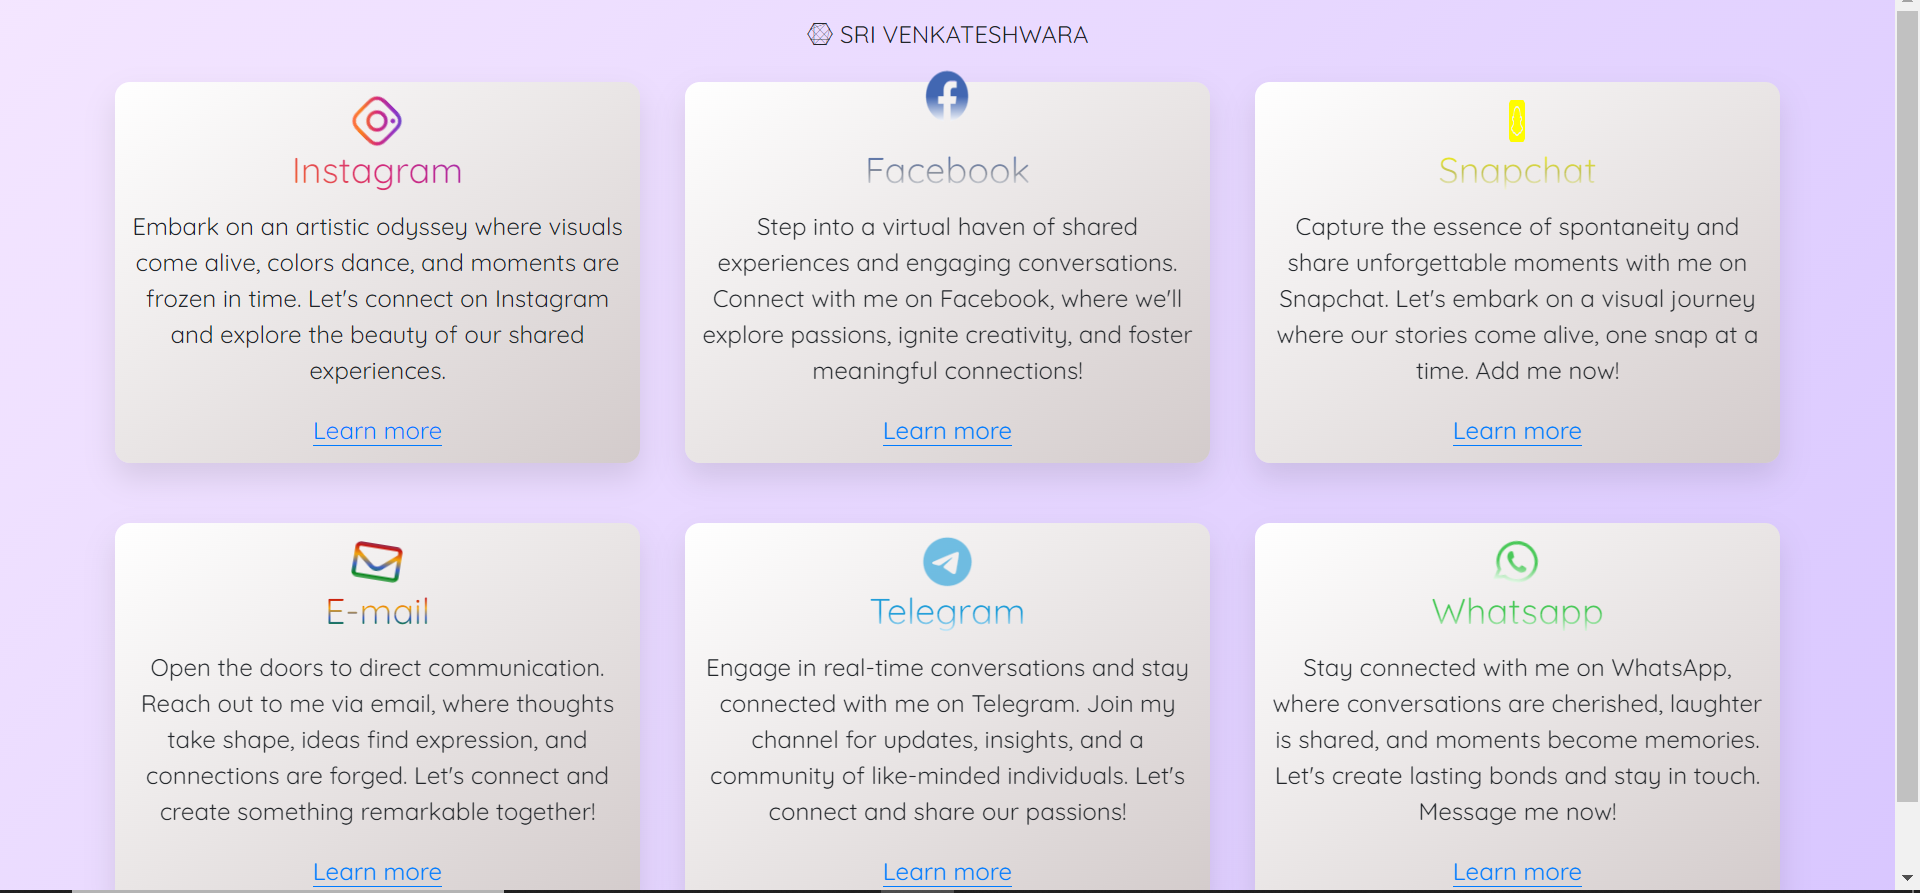 SRI VENKATESHWARA
Instagram
Embark on an artistic odyssey where visuals
come alive, colors dance, and moments are
frozen in time. Let's connect on Instagram
and explore the beauty of our shared
experiences.
Learn more
Facebook
Step into a virtual haven of shared
experiences and engaging conversations.
Connect with me on Facebook, where we'll
explore passions, ignite creativity, and foster
meaningful connections!
Learn more
Snapchat
Capture the essence of spontaneity and
share unforgettable moments with me on
Snapchat. Let's embark on a visual journey
where our stories come alive, one snap at a
time. Add me now!
Learn more
E-mail
Open the doors to direct communication.
Reach out to me via email, where thoughts
take shape, ideas find expression, and
connections are forged. Let's connect and
create something remarkable together!
Learn more
Telegram
Engage in real-time conversations and stay
connected with me on Telegram. Join my
channel for updates, insights, and a
community of like-minded individuals. Let's
connect and share our passions!
Learn more
Whatsapp
Stay connected with me on WhatsApp,
where conversations are cherished, laughter
is shared, and moments become memories.
Let's create lasting bonds and stay in touch.
Message me now!
Learn more